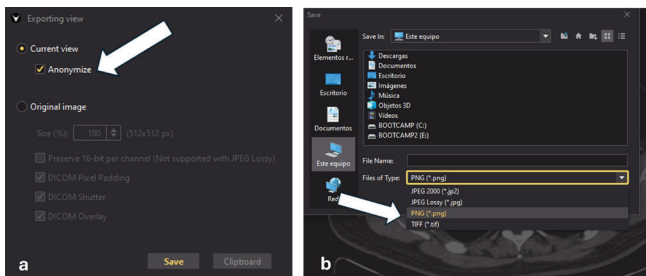 Exporting view
Current view
Anonymize
Original image
Size (%): 100 (512x512 px)
Preserve 16-bit per channel (Not supported with JPEG Lossy)
DICOM Pixel Padding
DICOM Shutter
DICOM Overlay
Save Clipboard
a
Save
Save In: Este equipo
Elementos r...
Escritorio
Documentos
Este equipo
Red
Descargas
Documentos
Escritorio
Imágenes
Música
Objetos 3D
Vídeos
BOOTCAMP (C:)
BOOTCAMP2 (E:)
File Name:
Files of Type: PNG (*.png)
JPEG 2000 (*.jp2)
JPEG Lossy (*.jpg)
PNG (*.png)
TIFF (*.tif)
b